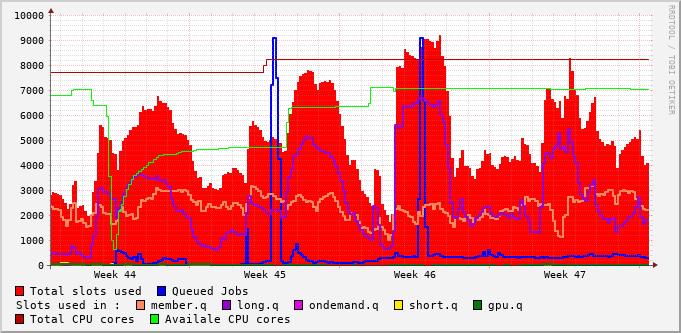 10000
9000
8000
7000
6000
5000
4000
3000
2000
1000
0
Week 44 Week 45 Week 46 Week 47
Total slots used Queued Jobs
Slots used in : member.q long.q ondemand.q short.q gpu.q
Total CPU cores Availale CPU cores
RRDTOOL / TOBI OETIKER